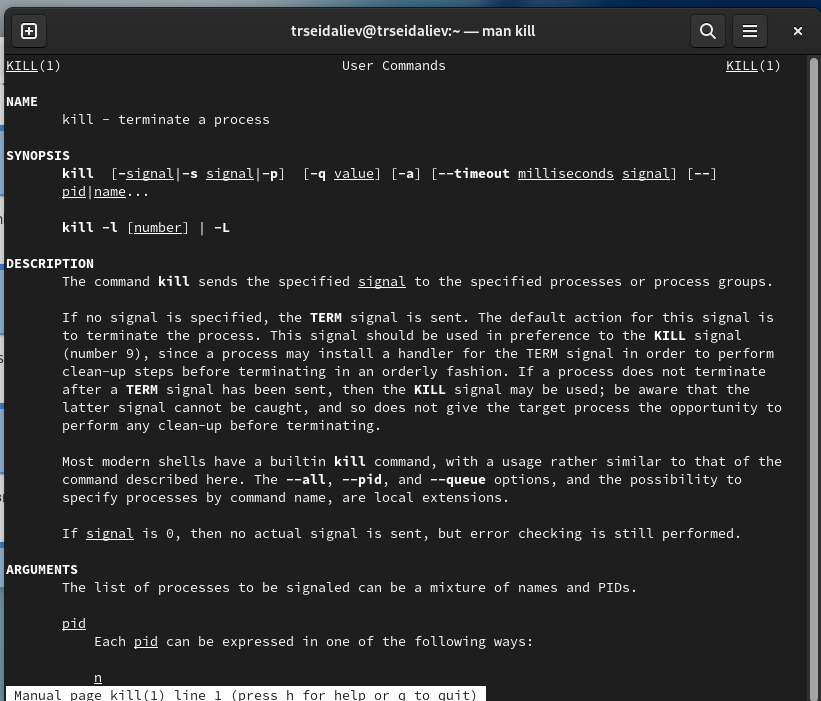 trseidaliev@trseidaliev:~ — man kill
KILL(1) User Commands KILL(1)
NAME
kill - terminate a process
SYNOPSIS
kill [-signal|-s signal|-p] [-q value] [-a] [--timeout milliseconds signal] [--]
pid|name...
kill -l [number] | -L
DESCRIPTION
The command kill sends the specified signal to the specified processes or process groups.
If no signal is specified, the TERM signal is sent. The default action for this signal is
to terminate the process. This signal should be used in preference to the KILL signal
(number 9), since a process may install a handler for the TERM signal in order to perform
clean-up steps before terminating in an orderly fashion. If a process does not terminate
after a TERM signal has been sent, then the KILL signal may be used; be aware that the
latter signal cannot be caught, and so does not give the target process the opportunity to
perform any clean-up before terminating.
Most modern shells have a builtin kill command, with a usage rather similar to that of the
command described here. The --all, --pid, and --queue options, and the possibility to
specify processes by command name, are local extensions.
If signal is 0, then no actual signal is sent, but error checking is still performed.
ARGUMENTS
The list of processes to be signaled can be a mixture of names and PIDs.
pid
Each pid can be expressed in one of the following ways:
n
Manual page kill(1) line 1 (press h for help or q to quit)